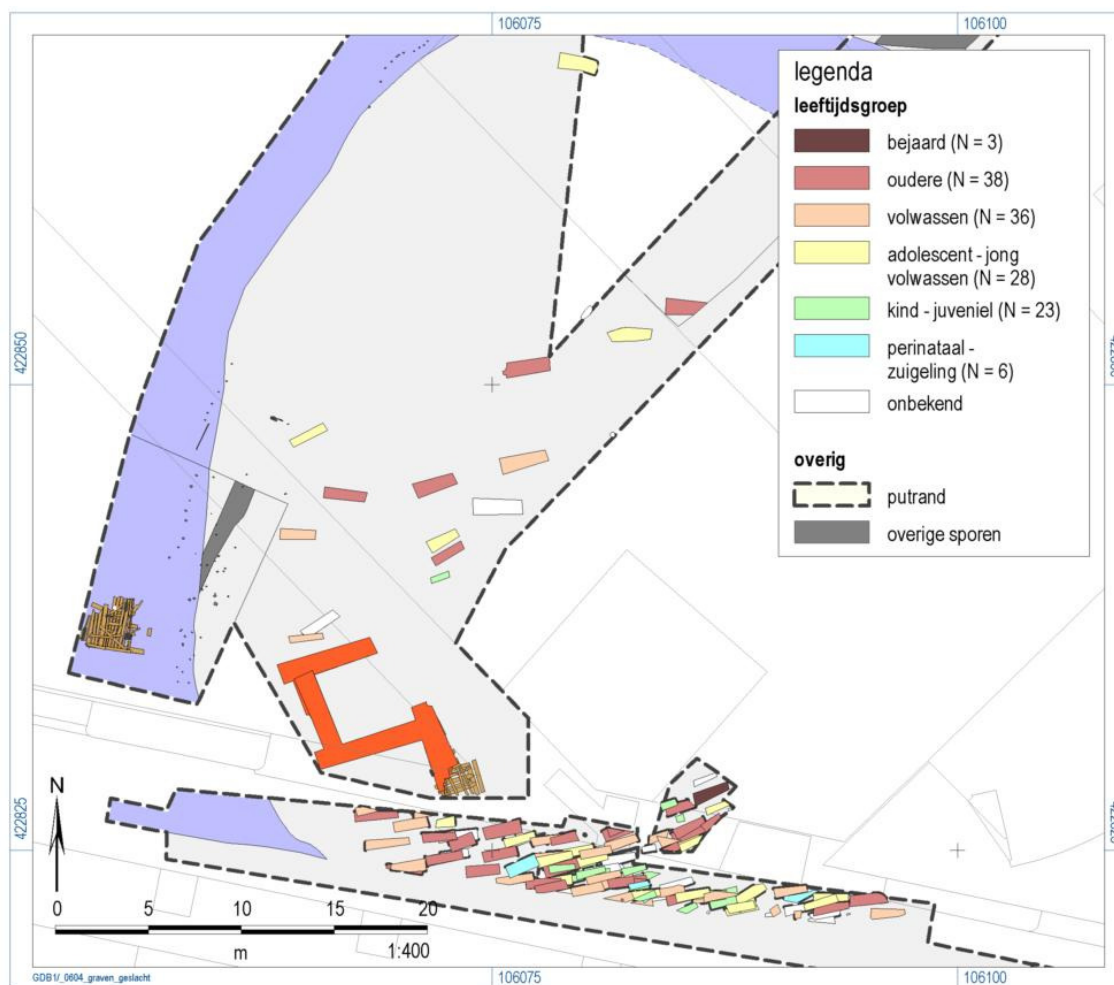 106075
106100
legenda
leeftijdsgroep
bejaard (N = 3)
oudere (N = 38)
volwassen (N = 36)
adolescent - jong
volwassen (N = 28)
kind - juveniel (N = 23)
perinataal -
zuigeling (N = 6)
onbekend
overig
putrand
overige sporen
422850
422850
422825
422825
N
0 5 10 15 20
m
1:400
GDB1/_0604_graven_geslacht
106075
106100